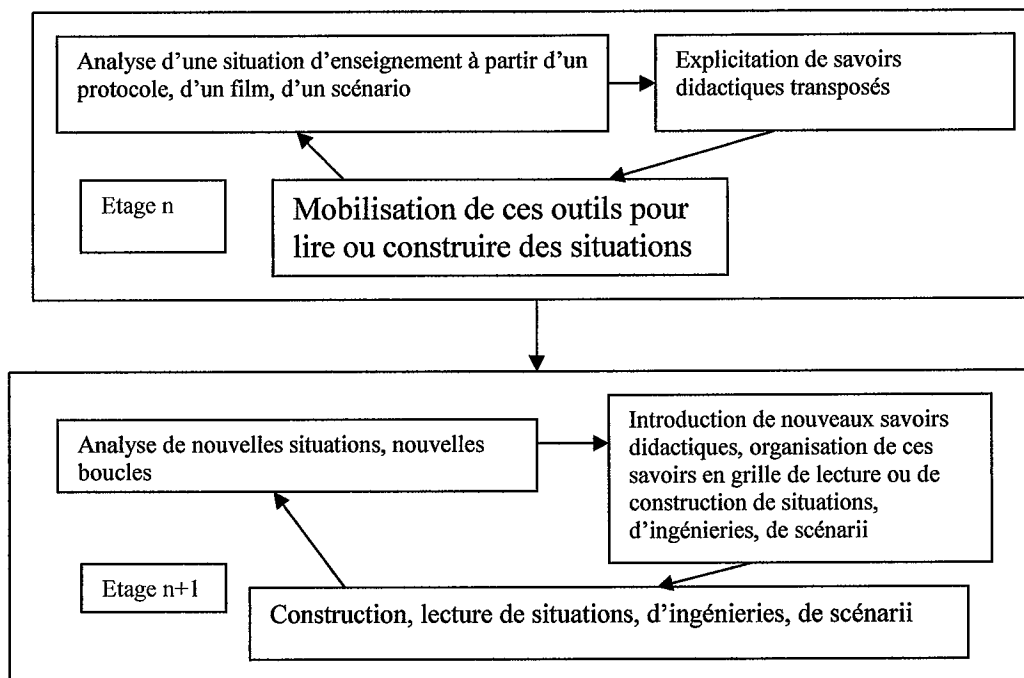 Analyse d'une situation d'enseignement à partir d'un
protocole, d'un film, d'un scénario
Explicitation de savoirs
didactiques transposés
Etage n
Mobilisation de ces outils pour
lire ou construire des situations
Analyse de nouvelles situations, nouvelles
boucles
Introduction de nouveaux savoirs
didactiques, organisation de ces
savoirs en grille de lecture ou de
construction de situations,
d'ingénieries, de scénarii
Etage n+1
Construction, lecture de situations, d'ingénieries, de scénarii